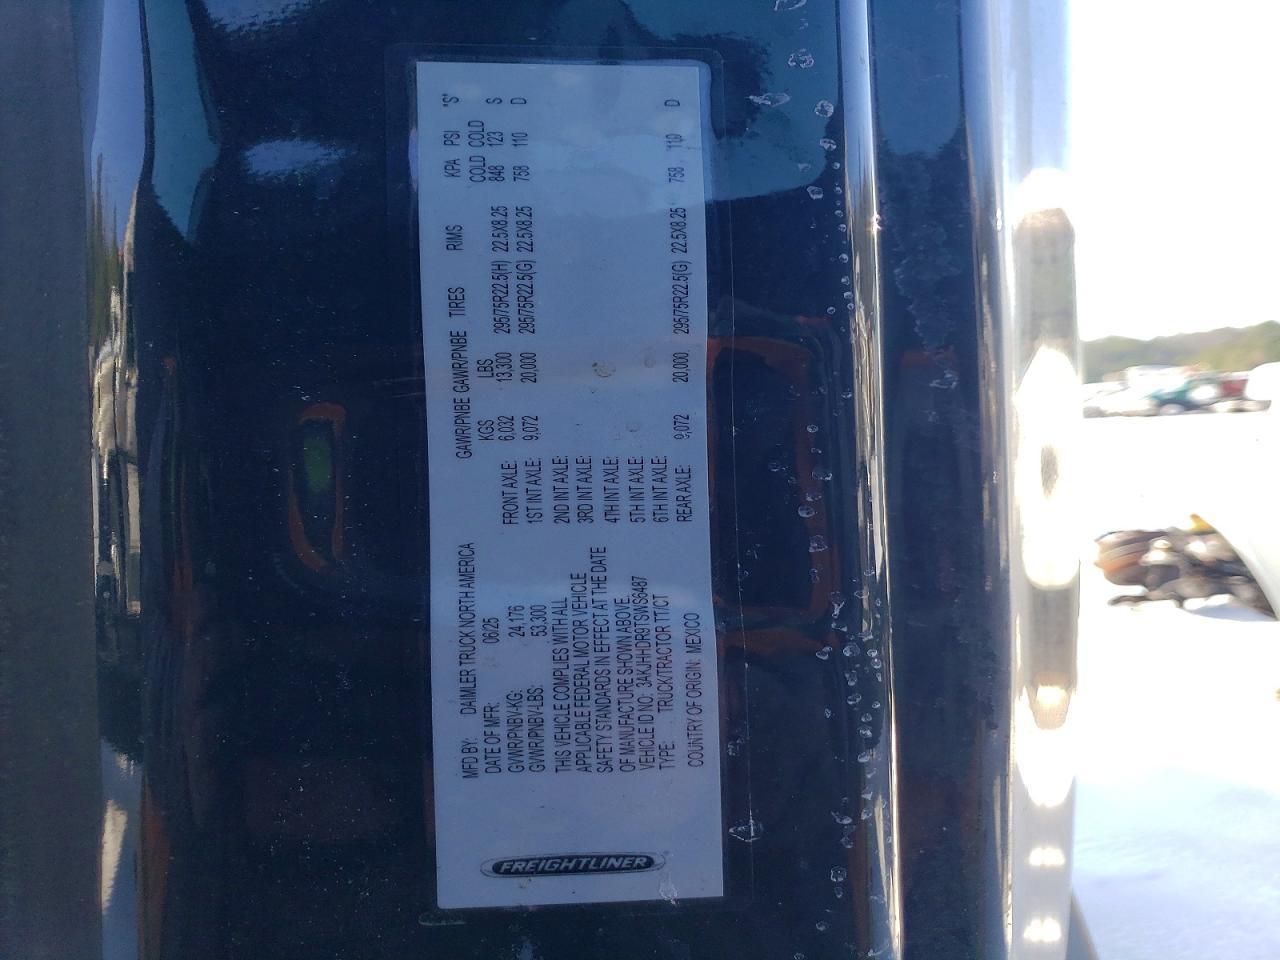 FREIGHTLINER
MFD BY: DAIMLER TRUCK NORTH AMERICA
DATE OF MFR: 06/25
GVWR/PNBV-KG: 24,176
GVWR/PNBV-LBS: 53,300
THIS VEHICLE COMPLIES WITH ALL
APPLICABLE FEDERAL MOTOR VEHICLE
SAFETY STANDARDS IN EFFECT AT THE DATE
OF MANUFACTURE SHOWN ABOVE.
VEHICLE ID NO: 3AKJHHDR9TSWS6487
TYPE: TRUCK/TRACTOR TT/CT
COUNTRY OF ORIGIN: MEXICO
GAWR/PNBE GAWR/PNBE TIRES RIMS KPA PSI *S*
KGS LBS COLD COLD
FRONT AXLE: 6,032 13,300 295/75R22.5(H) 22.5X8.25 848 123 S
1ST INT AXLE: 9,072 20,000 295/75R22.5(G) 22.5X8.25 758 110 D
2ND INT AXLE:
3RD INT AXLE:
4TH INT AXLE:
5TH INT AXLE:
6TH INT AXLE:
REAR AXLE: 9,072 20,000 295/75R22.5(G) 22.5X8.25 758 110 D